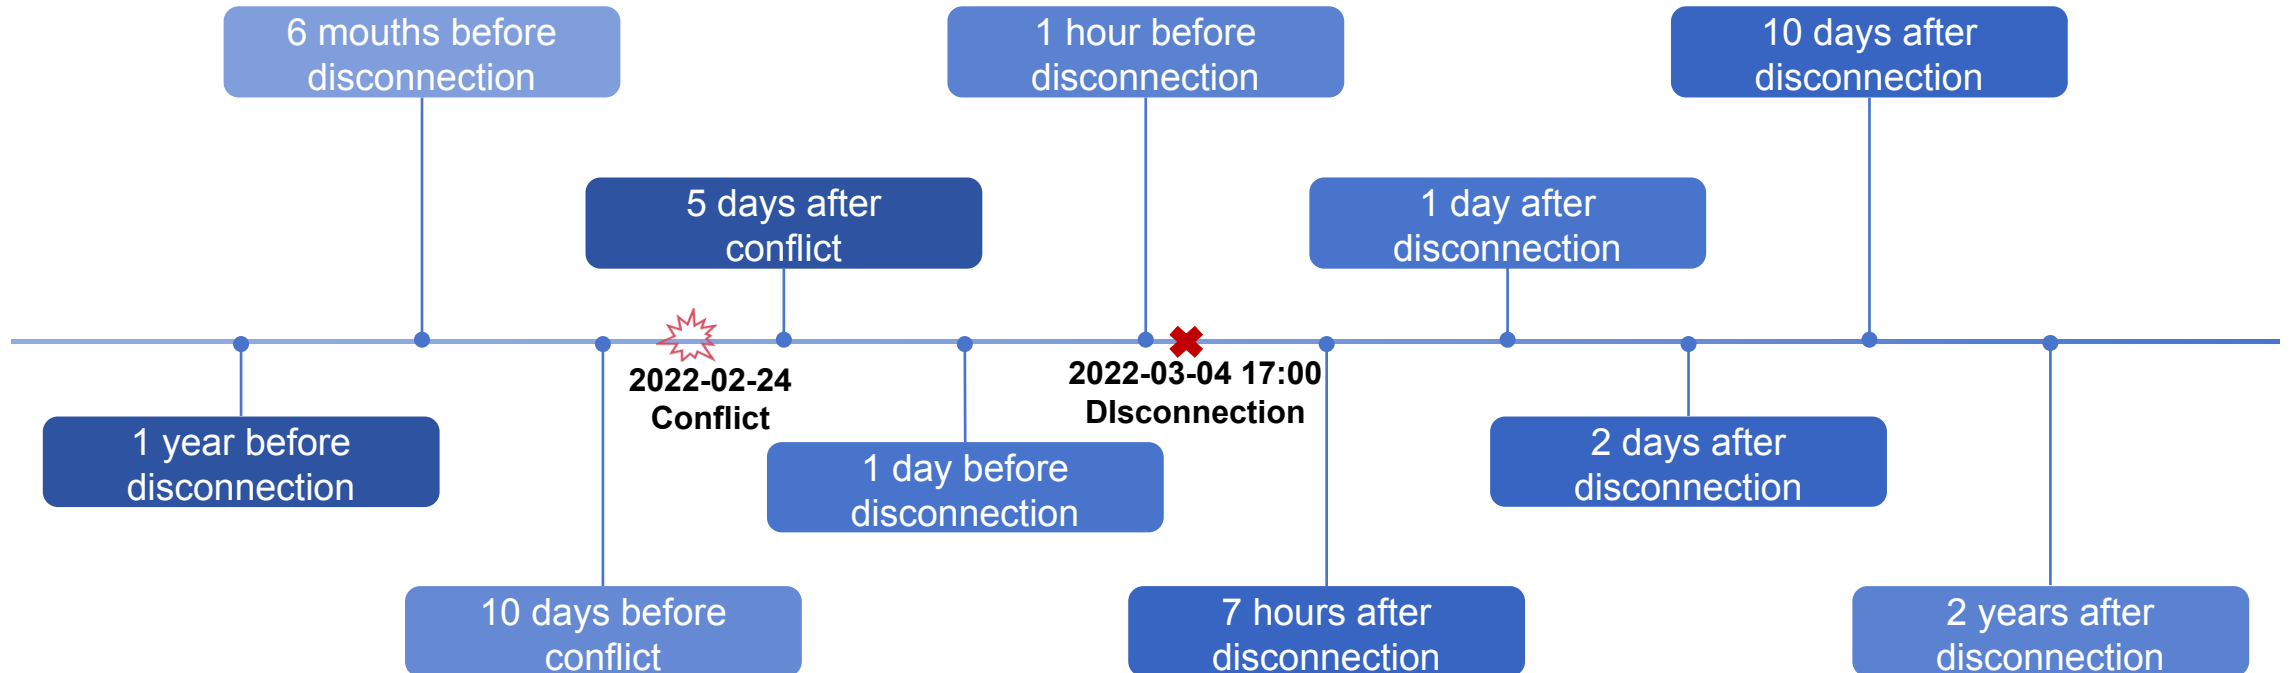 6 mouths before
disconnection
1 hour before
disconnection
10 days after
disconnection
5 days after
conflict
1 day after
disconnection
2022-02-24
Conflict
2022-03-04 17:00
DIsconnection
1 year before
disconnection
1 day before
disconnection
2 days after
disconnection
10 days before
conflict
7 hours after
disconnection
2 years after
disconnection